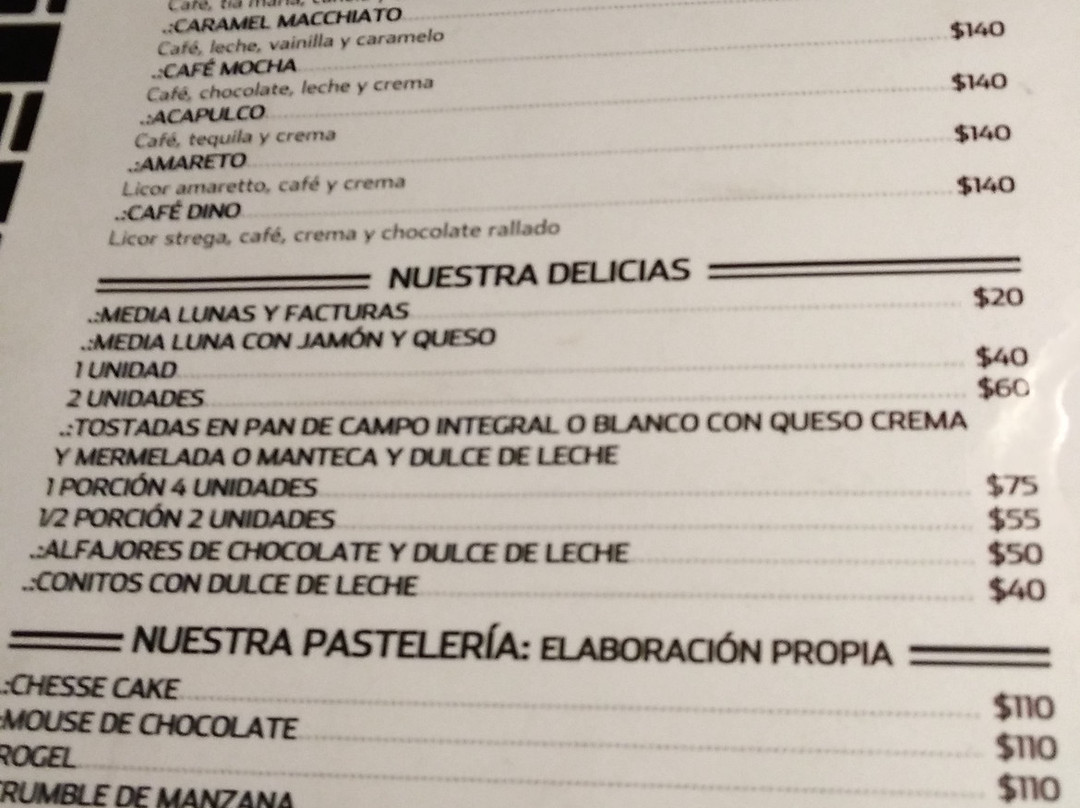 Café, tia maria,
.:CARAMEL MACCHIATO
Café, leche, vainilla y caramelo $140
.:CAFÉ MOCHA
Café, chocolate, leche y crema $140
.:ACAPULCO
Café, tequila y crema $140
.:AMARETO
Licor amaretto, café y crema $140
.:CAFÉ DINO
Licor strega, café, crema y chocolate rallado
NUESTRA DELICIAS
.:MEDIA LUNAS Y FACTURAS $20
.:MEDIA LUNA CON JAMÓN Y QUESO
1 UNIDAD $40
2 UNIDADES $60
.:TOSTADAS EN PAN DE CAMPO INTEGRAL O BLANCO CON QUESO CREMA
Y MERMELADA O MANTECA Y DULCE DE LECHE
1 PORCIÓN 4 UNIDADES $75
1/2 PORCIÓN 2 UNIDADES $55
.:ALFAJORES DE CHOCOLATE Y DULCE DE LECHE $50
.:CONITOS CON DULCE DE LECHE $40
NUESTRA PASTELERÍA: ELABORACIÓN PROPIA
.:CHESSE CAKE $110
:MOUSE DE CHOCOLATE $110
ROGEL $110
CRUMBLE DE MANZANA